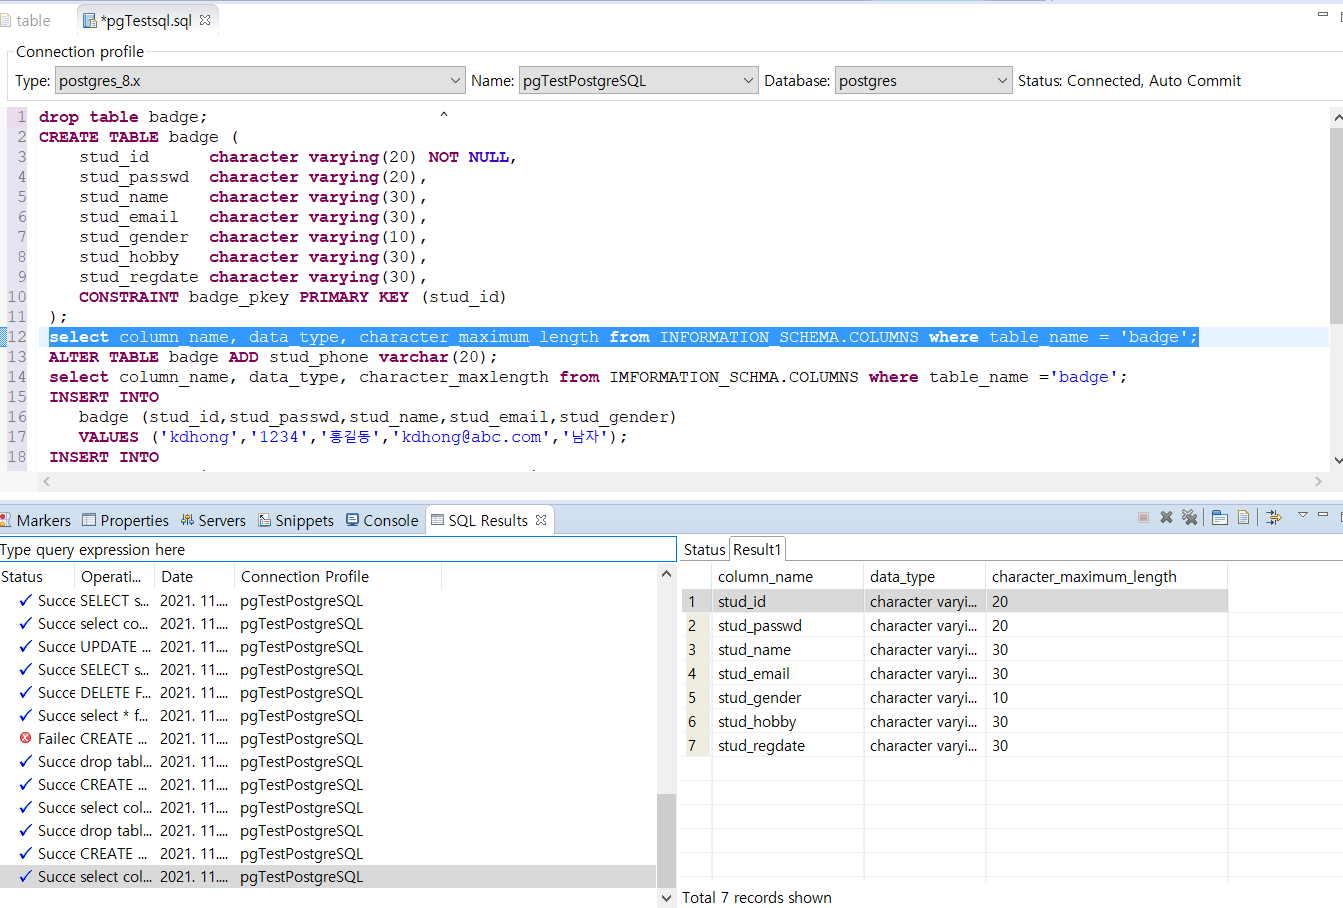 table
*pgTestsql.sql
Connection profile
Type: postgres_8.x Name: pgTestPostgreSQL Database: postgres Status: Connected, Auto Commit
1 drop table badge;
2 CREATE TABLE badge (
3 stud_id character varying(20) NOT NULL,
4 stud_passwd character varying(20),
5 stud_name character varying(30),
6 stud_email character varying(30),
7 stud_gender character varying(10),
8 stud_hobby character varying(30),
9 stud_regdate character varying(30),
10 CONSTRAINT badge_pkey PRIMARY KEY (stud_id)
11 );
12 select column_name, data_type, character_maximum_length from INFORMATION_SCHEMA.COLUMNS where table_name = 'badge';
13 ALTER TABLE badge ADD stud_phone varchar(20);
14 select column_name, data_type, character_maxlength from IMFORMATION_SCHMA.COLUMNS where table_name ='badge';
15 INSERT INTO
16 badge (stud_id,stud_passwd,stud_name,stud_email,stud_gender)
17 VALUES ('kdhong','1234','홍길동','kdhong@abc.com','남자');
18 INSERT INTO
Markers Properties Servers Snippets Console SQL Results
Type query expression here
Status Operati... Date Connection Profile
Succe SELECT s... 2021. 11.... pgTestPostgreSQL
Succe select co... 2021. 11.... pgTestPostgreSQL
Succe UPDATE ... 2021. 11.... pgTestPostgreSQL
Succe SELECT s... 2021. 11.... pgTestPostgreSQL
Succe DELETE F... 2021. 11.... pgTestPostgreSQL
Succe select * f... 2021. 11.... pgTestPostgreSQL
Failec CREATE ... 2021. 11.... pgTestPostgreSQL
Succe drop tabl... 2021. 11.... pgTestPostgreSQL
Succe CREATE ... 2021. 11.... pgTestPostgreSQL
Succe select col... 2021. 11.... pgTestPostgreSQL
Succe drop tabl... 2021. 11.... pgTestPostgreSQL
Succe CREATE ... 2021. 11.... pgTestPostgreSQL
Succe select col... 2021. 11.... pgTestPostgreSQL
Status Result1
column_name data_type character_maximum_length
1 stud_id character varyi... 20
2 stud_passwd character varyi... 20
3 stud_name character varyi... 30
4 stud_email character varyi... 30
5 stud_gender character varyi... 10
6 stud_hobby character varyi... 30
7 stud_regdate character varyi... 30
Total 7 records shown